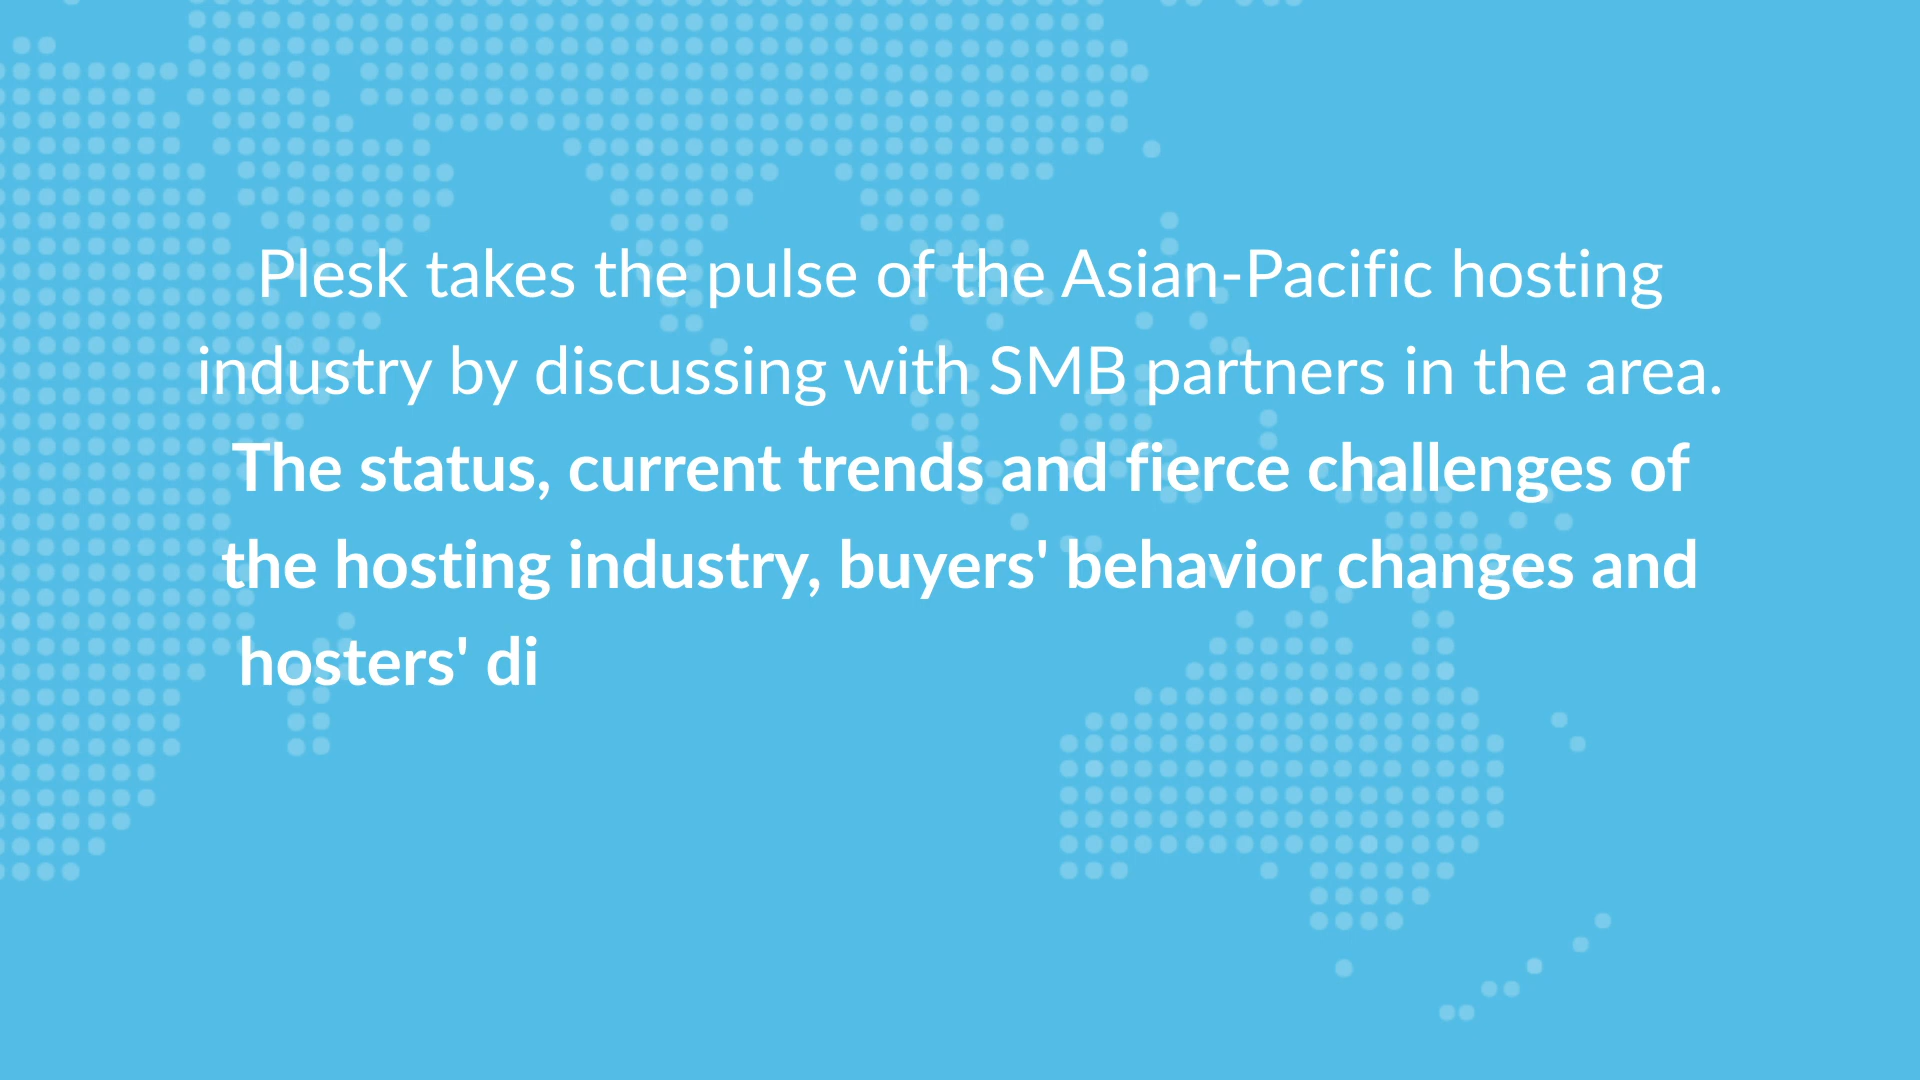 Plesk takes the pulse of the Asian-Pacific hosting
industry by discussing with SMB partners in the area.
The status, current trends and fierce challenges of
the hosting industry, buyers' behavior changes and
hosters' di